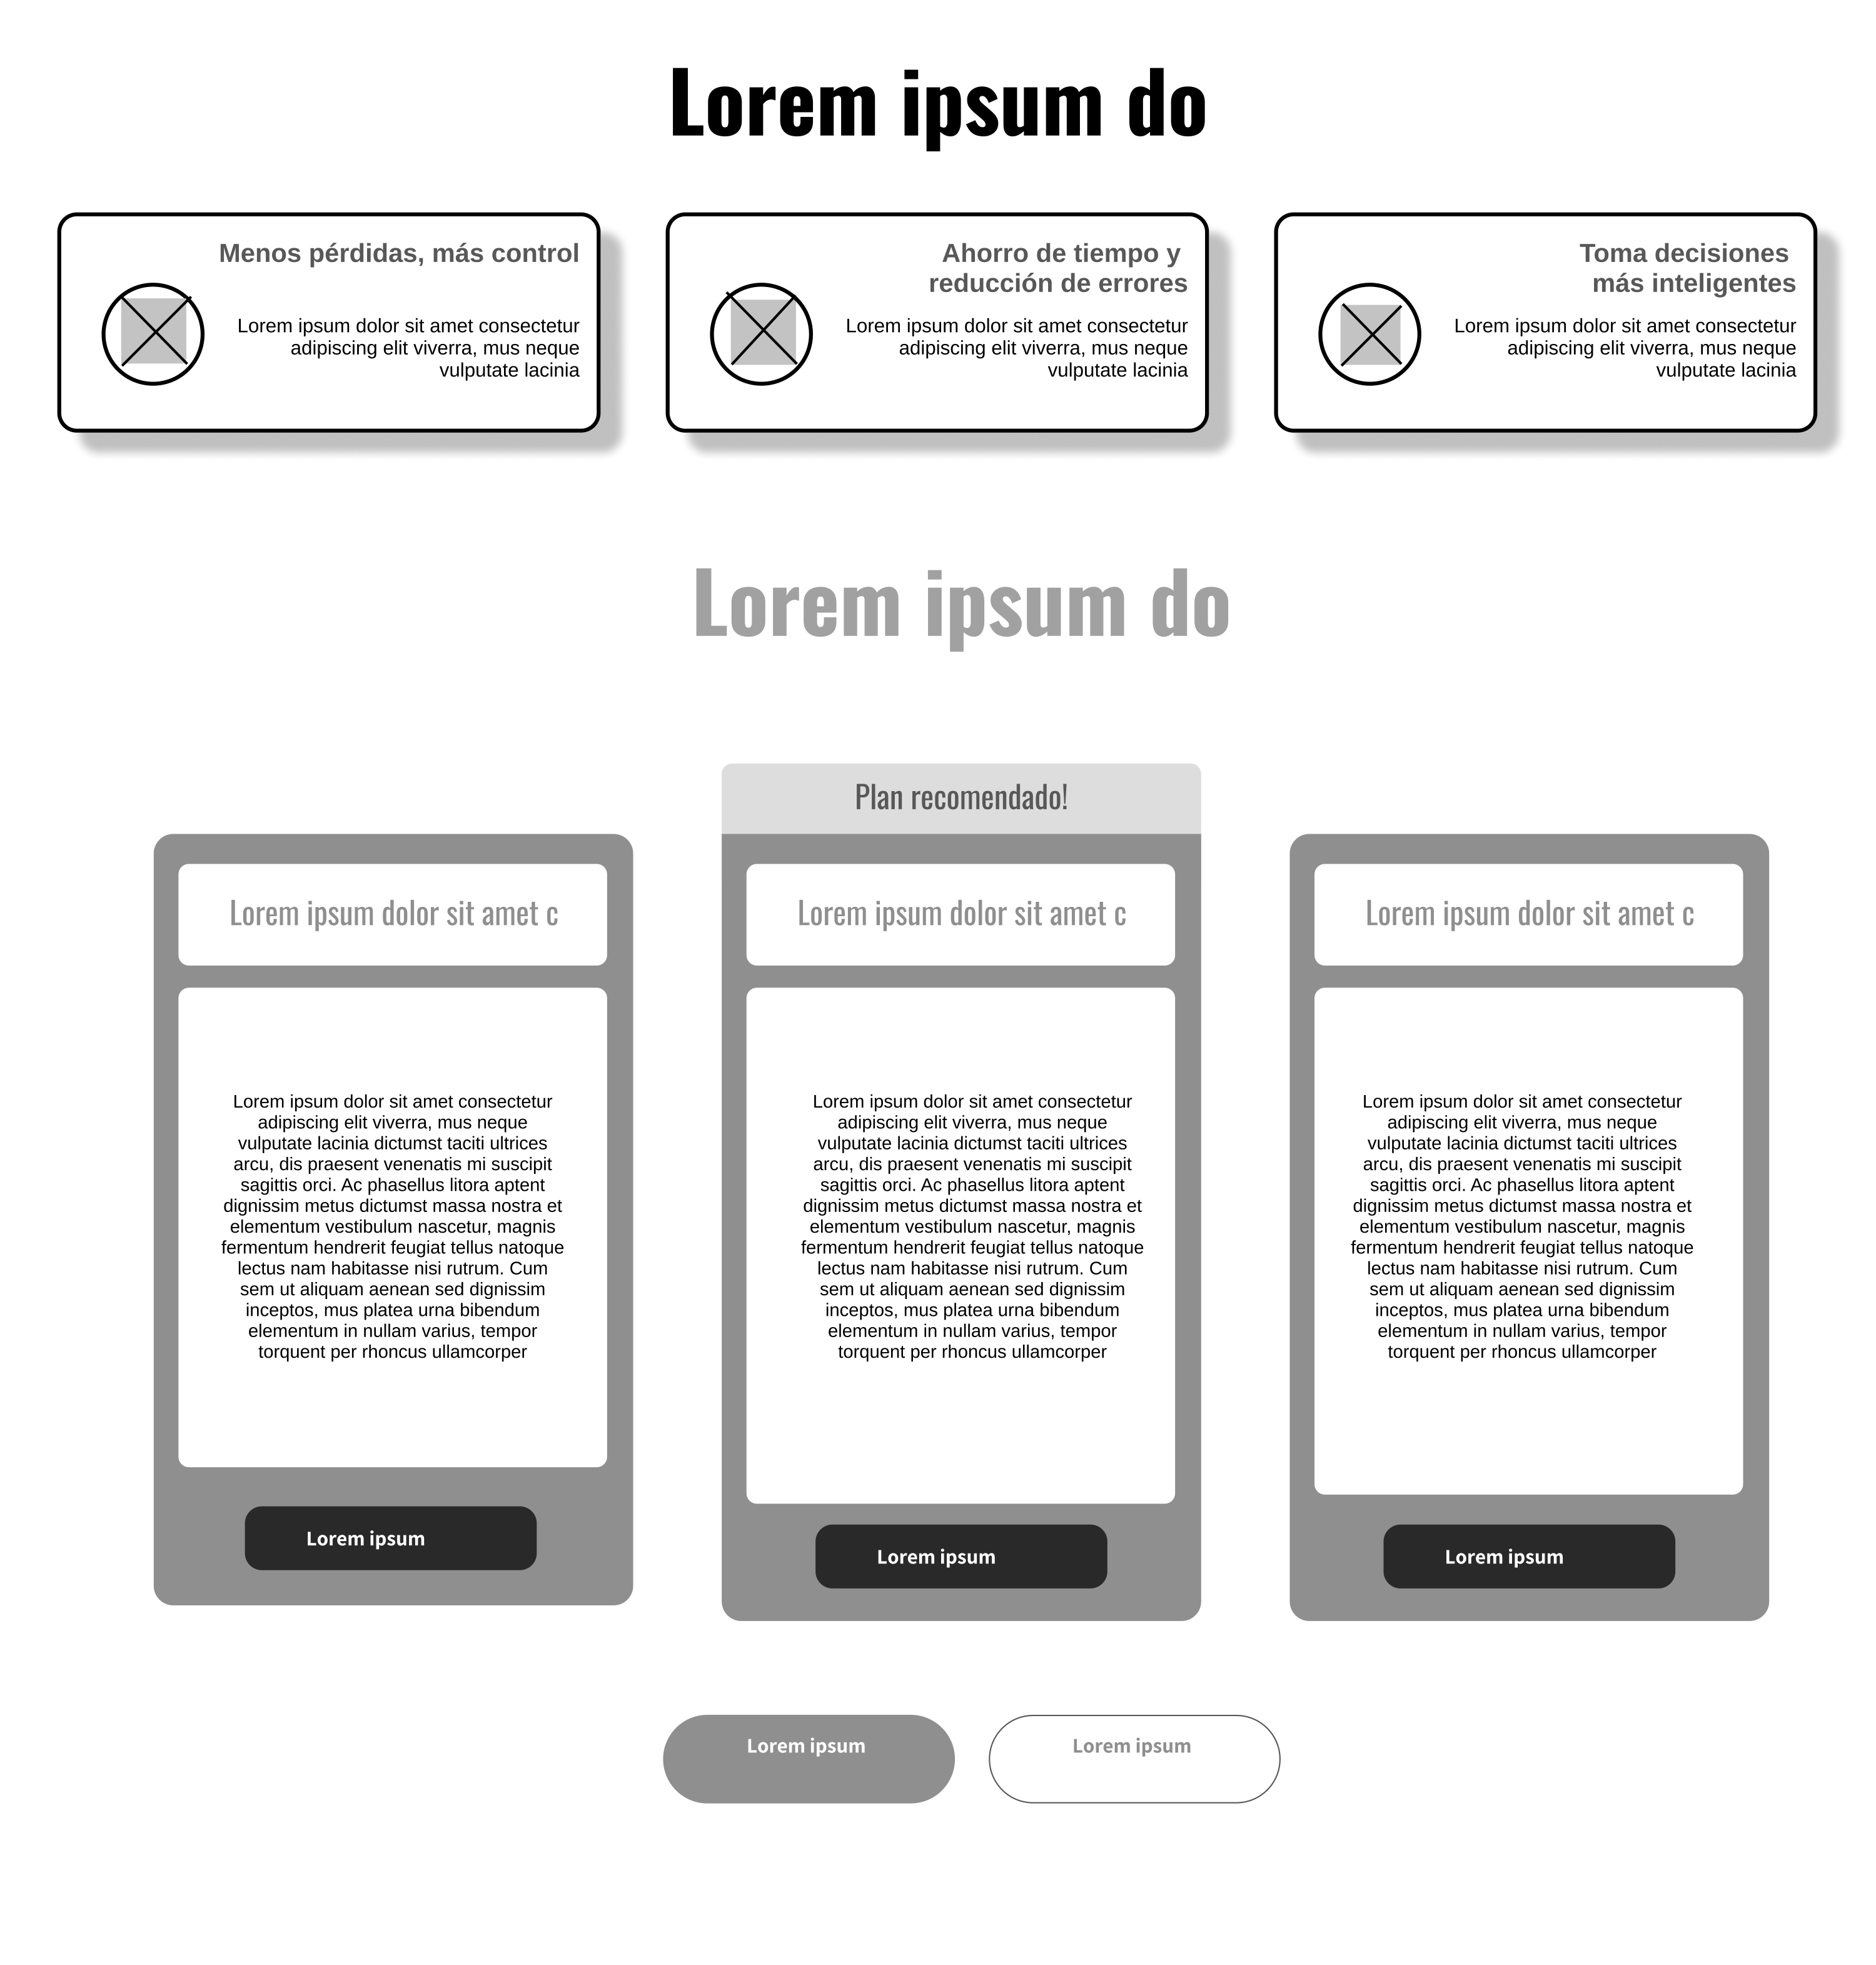 Lorem ipsum do
Menos pérdidas, más control
Lorem ipsum dolor sit amet consectetur
adipiscing elit viverra, mus neque
vulputate lacinia
Ahorro de tiempo y
reducción de errores
Lorem ipsum dolor sit amet consectetur
adipiscing elit viverra, mus neque
vulputate lacinia
Toma decisiones
más inteligentes
Lorem ipsum dolor sit amet consectetur
adipiscing elit viverra, mus neque
vulputate lacinia
Lorem ipsum do
Lorem ipsum dolor sit amet c
Lorem ipsum dolor sit amet consectetur
adipiscing elit viverra, mus neque
vulputate lacinia dictumst taciti ultrices
arcu, dis praesent venenatis mi suscipit
sagittis orci. Ac phasellus litora aptent
dignissim metus dictumst massa nostra et
elementum vestibulum nascetur, magnis
fermentum hendrerit feugiat tellus natoque
lectus nam habitasse nisi rutrum. Cum
sem ut aliquam aenean sed dignissim
inceptos, mus platea urna bibendum
elementum in nullam varius, tempor
torquent per rhoncus ullamcorper
Lorem ipsum
Plan recomendado!
Lorem ipsum dolor sit amet c
Lorem ipsum dolor sit amet consectetur
adipiscing elit viverra, mus neque
vulputate lacinia dictumst taciti ultrices
arcu, dis praesent venenatis mi suscipit
sagittis orci. Ac phasellus litora aptent
dignissim metus dictumst massa nostra et
elementum vestibulum nascetur, magnis
fermentum hendrerit feugiat tellus natoque
lectus nam habitasse nisi rutrum. Cum
sem ut aliquam aenean sed dignissim
inceptos, mus platea urna bibendum
elementum in nullam varius, tempor
torquent per rhoncus ullamcorper
Lorem ipsum
Lorem ipsum dolor sit amet c
Lorem ipsum dolor sit amet consectetur
adipiscing elit viverra, mus neque
vulputate lacinia dictumst taciti ultrices
arcu, dis praesent venenatis mi suscipit
sagittis orci. Ac phasellus litora aptent
dignissim metus dictumst massa nostra et
elementum vestibulum nascetur, magnis
fermentum hendrerit feugiat tellus natoque
lectus nam habitasse nisi rutrum. Cum
sem ut aliquam aenean sed dignissim
inceptos, mus platea urna bibendum
elementum in nullam varius, tempor
torquent per rhoncus ullamcorper
Lorem ipsum
Lorem ipsum
Lorem ipsum